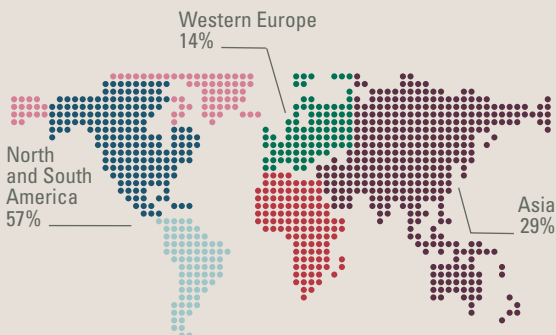 Western Europe
14%
North
and South
America
57%
Asia
29%